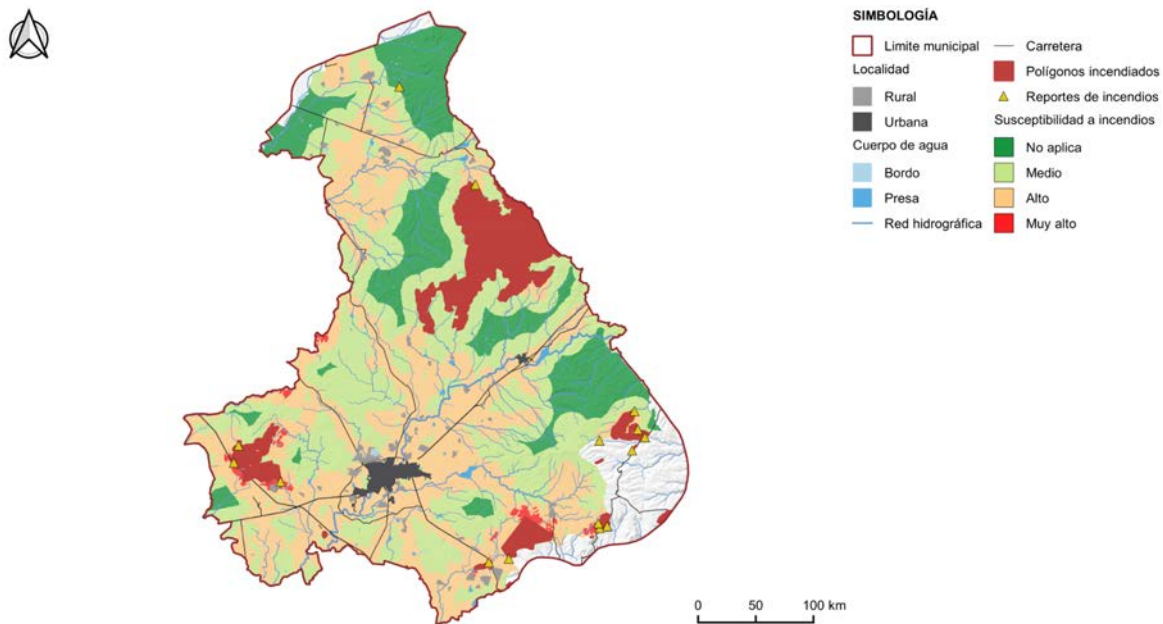 SIMBOLOGÍA
Limite municipal
Localidad
Rural
Urbana
Cuerpo de agua
Bordo
Presa
Red hidrográfica
Carretera
Polígonos incendiados
Reportes de incendios
Susceptibilidad a incendios
No aplica
Medio
Alto
Muy alto
0 50 100 km